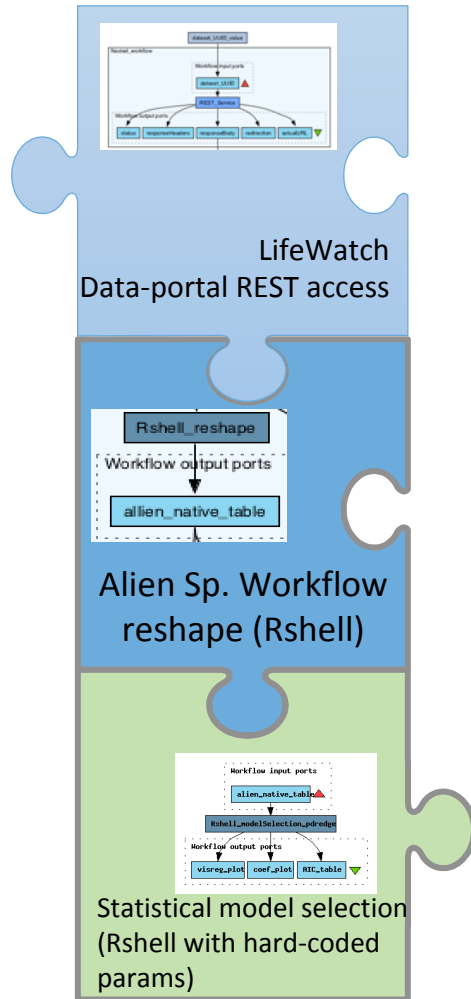 dataset_UUID_value
Nested_workflow
Workflow input ports
dataset_UUID
REST_Service
Workflow output ports
status responseHeaders responseBody redirection actualURL
LifeWatch
Data-portal REST access
Rshell_reshape
Workflow output ports
allien_native_table
Alien Sp. Workflow
reshape (Rshell)
Workflow input ports
alien_native_table
Rshell_modelSelection_pdredge
Workflow output ports
visreg_plot coef_plot AIC_table
Statistical model selection
(Rshell with hard-coded
params)